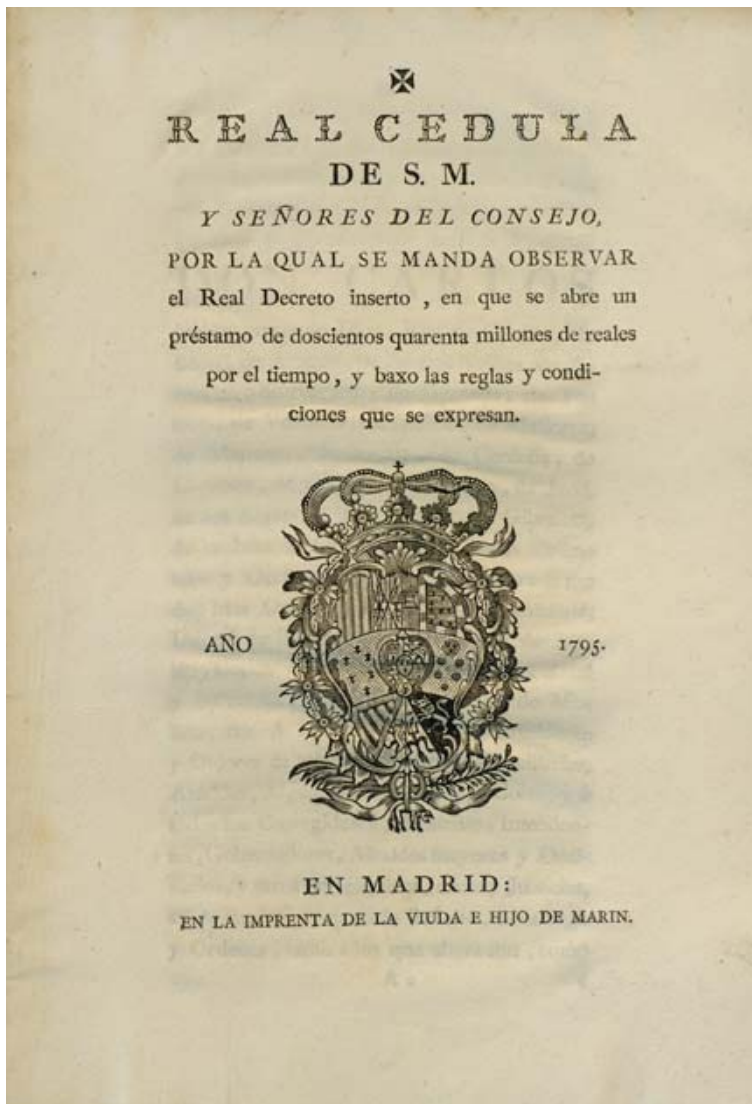 REAL CEDULA
DE S. M.
Y SEÑORES DEL CONSEJO,
POR LA QUAL SE MANDA OBSERVAR
el Real Decreto inserto , en que se abre un
préstamo de doscientos quarenta millones de reales
por el tiempo, y baxo las reglas y condi-
ciones que se expresan.
AÑO 1795.
EN MADRID:
EN LA IMPRENTA DE LA VIUDA E HIJO DE MARIN.